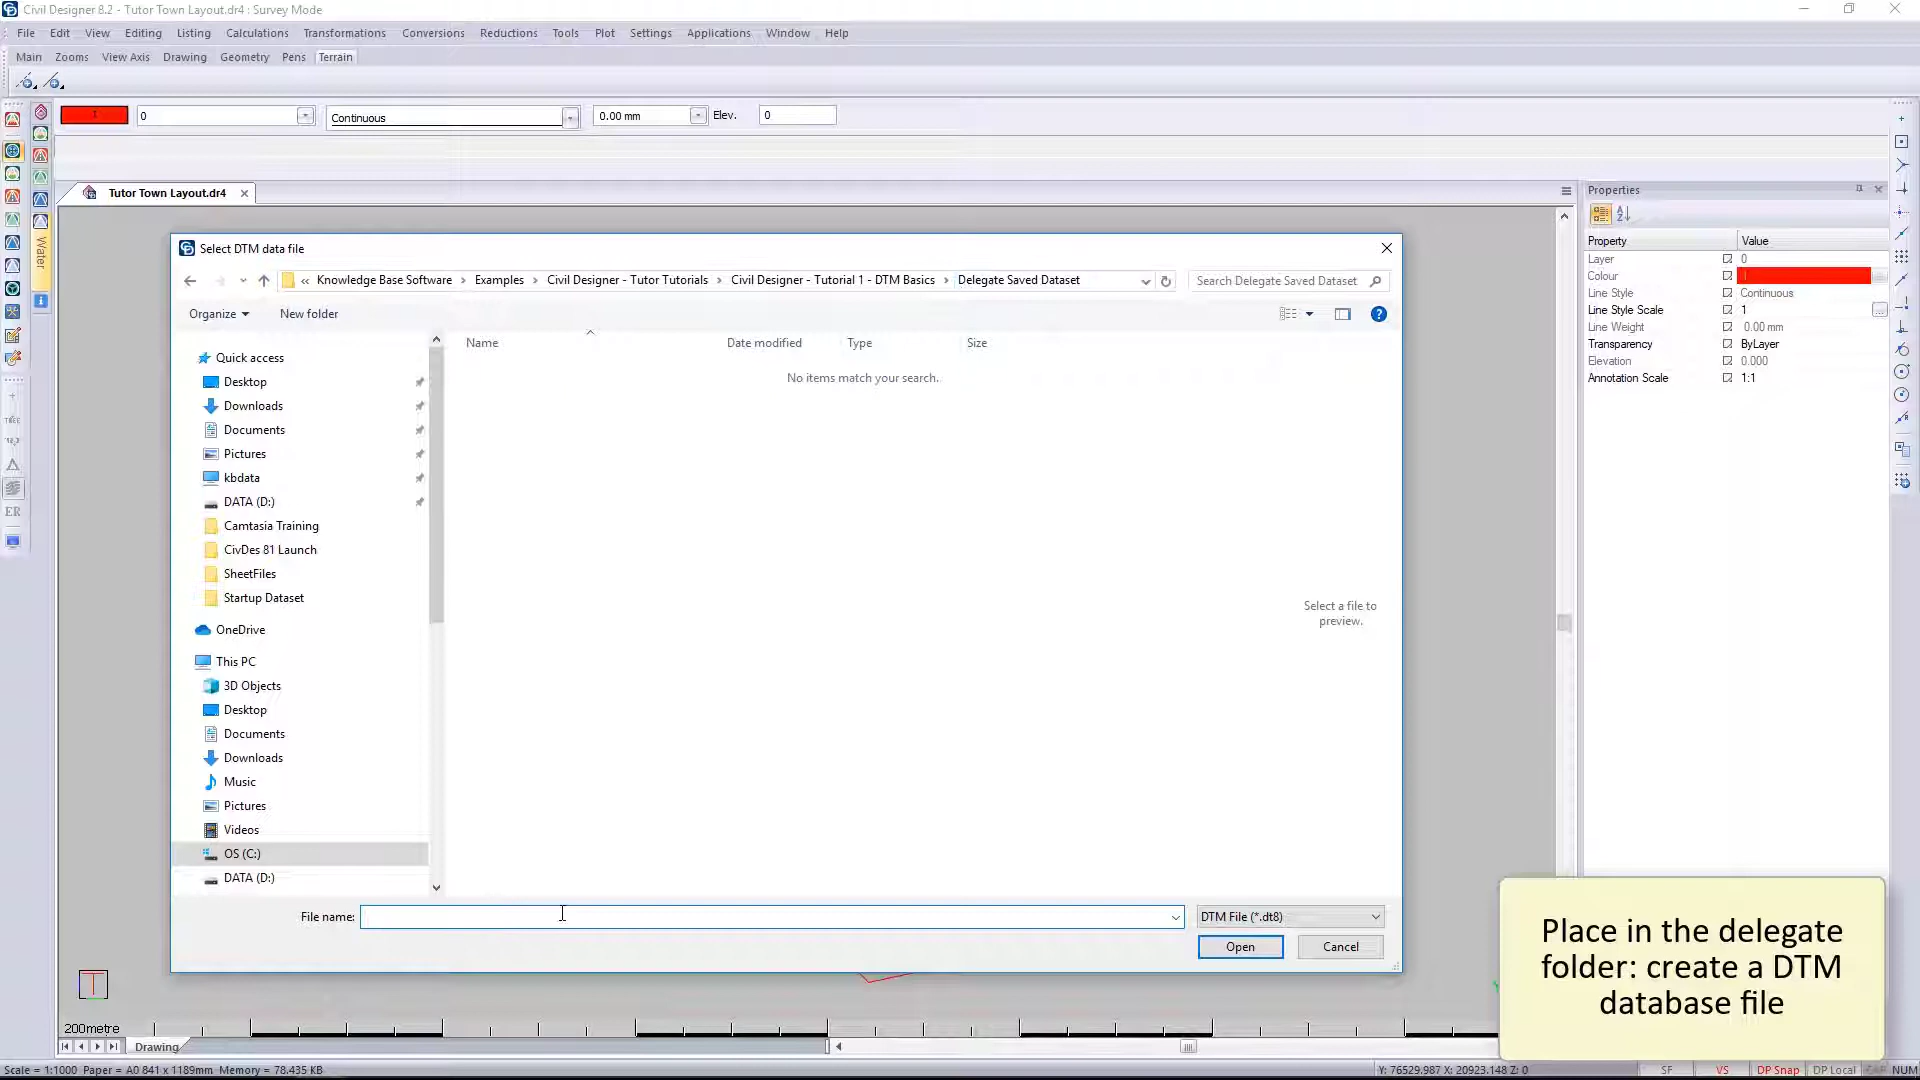 Civil Designer 8.2 - Tutor Town Layout.dr4 : Survey Mode
File Edit View Editing Listing Calculations Transformations Conversions Reductions Tools Plot Settings Applications Window Help
Main Zooms View Axis Drawing Geometry Pens Terrain
1 0 Continuous 0.00 mm Elev. 0
Tutor Town Layout.dr4
Water
TREE
ER
Select DTM data file
« Knowledge Base Software Examples Civil Designer - Tutor Tutorials Civil Designer - Tutorial 1 - DTM Basics Delegate Saved Dataset
Search Delegate Saved Dataset
Organize New folder
Quick access
Desktop
Downloads
Documents
Pictures
kbdata
DATA (D:)
Camtasia Training
CivDes 81 Launch
SheetFiles
Startup Dataset
OneDrive
This PC
3D Objects
Desktop
Documents
Downloads
Music
Pictures
Videos
OS (C:)
DATA (D:)
Name Date modified Type Size
No items match your search.
Select a file to
preview.
File name: DTM File (*.dt8)
Open Cancel
Properties
Property Value
Layer 0
Colour
Line Style Continuous
Line Style Scale 1
Line Weight 0.00 mm
Transparency ByLayer
Elevation 0.000
Annotation Scale 1:1
Place in the delegate
folder: create a DTM
database file
200metre
Drawing
Scale = 1:1000 Paper = A0 841 x 1189mm Memory = 78.435 KB
Y: 76529.987 X: 20923.148 Z: 0
SF VS DP Snap DP Local CAP NUM